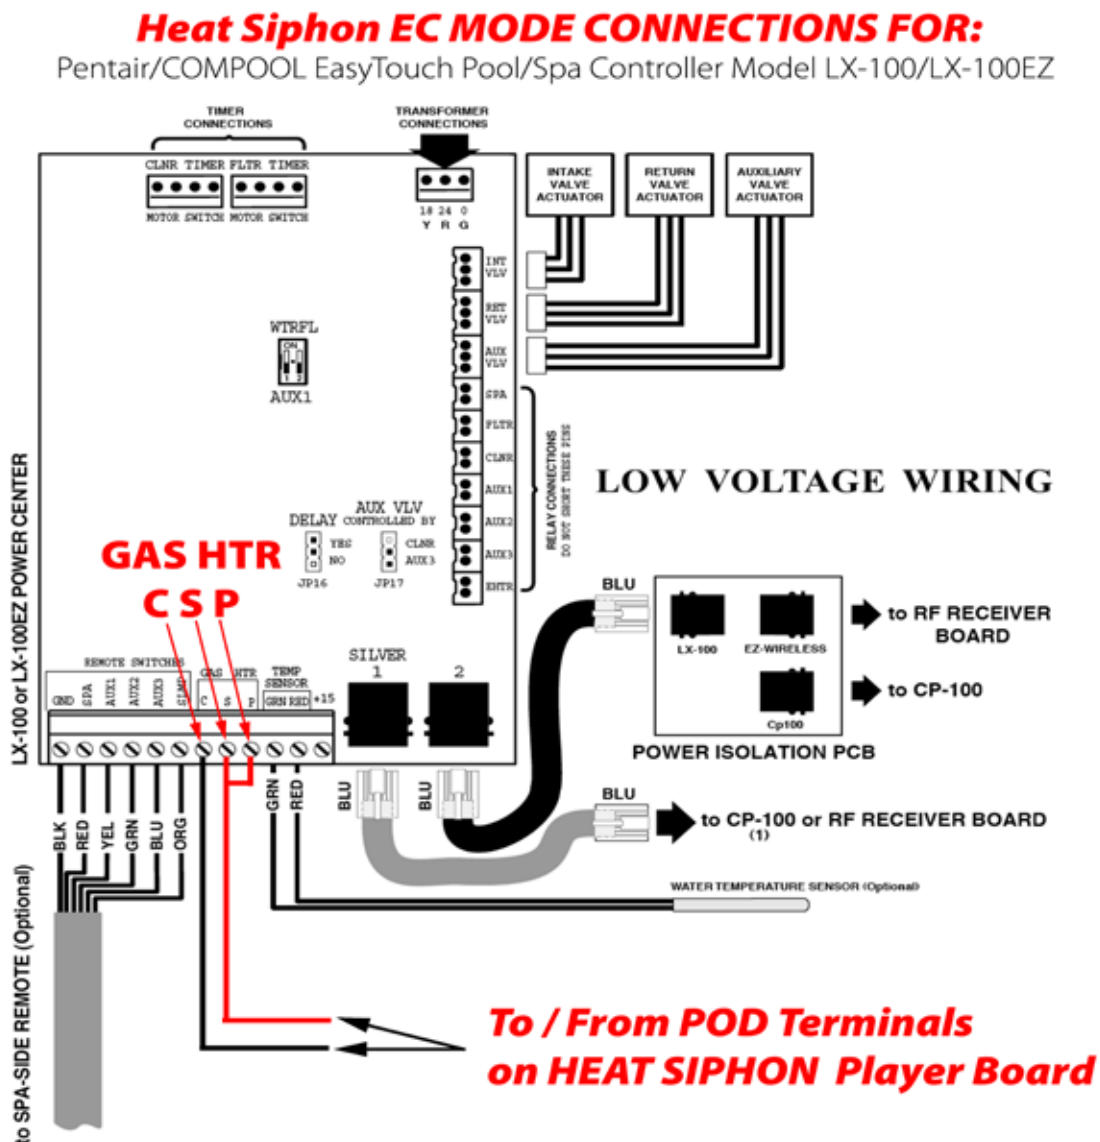 Heat Siphon EC MODE CONNECTIONS FOR:
Pentair/COMPOOL EasyTouch Pool/Spa Controller Model LX-100/LX-100EZ
TIMER
CONNECTIONS
TRANSFORMER
CONNECTIONS
CLNR TIMER FLTR TIMER
MOTOR SWITCH MOTOR SWITCH
18 24 0
Y R G
INTAKE
VALVE
ACTUATOR
RETURN
VALVE
ACTUATOR
AUXILIARY
VALVE
ACTUATOR
INT
VLV
RET
VLV
AUX
VLV
SPA
FLTR
CLNR
AUX1
AUX2
AUX3
EHTR
RELAY CONNECTIONS
DO NOT SHORT THESE PINS
WTRFL
ON
1 2
AUX1
LOW VOLTAGE WIRING
LX-100 or LX-100EZ POWER CENTER
DELAY
YES
NO
JP16
AUX VLV
CONTROLLED BY
CLNR
AUX3
JP17
GAS HTR
C S P
REMOTE SWITCHES
GND
SPA
AUX1
AUX2
AUX3
GAS HTR
C S P
TEMP
SENSOR
GRN RED
+15
SILVER
1 2
BLU
LX-100
EZ-WIRELESS
Cp100
POWER ISOLATION PCB
to RF RECEIVER
BOARD
to CP-100
BLK
RED
YEL
GRN
BLU
ORG
GRN
RED
BLU
BLU
BLU
to CP-100 or RF RECEIVER BOARD
(1)
WATER TEMPERATURE SENSOR (Optional)
to SPA-SIDE REMOTE (Optional)
To / From POD Terminals
on HEAT SIPHON Player Board